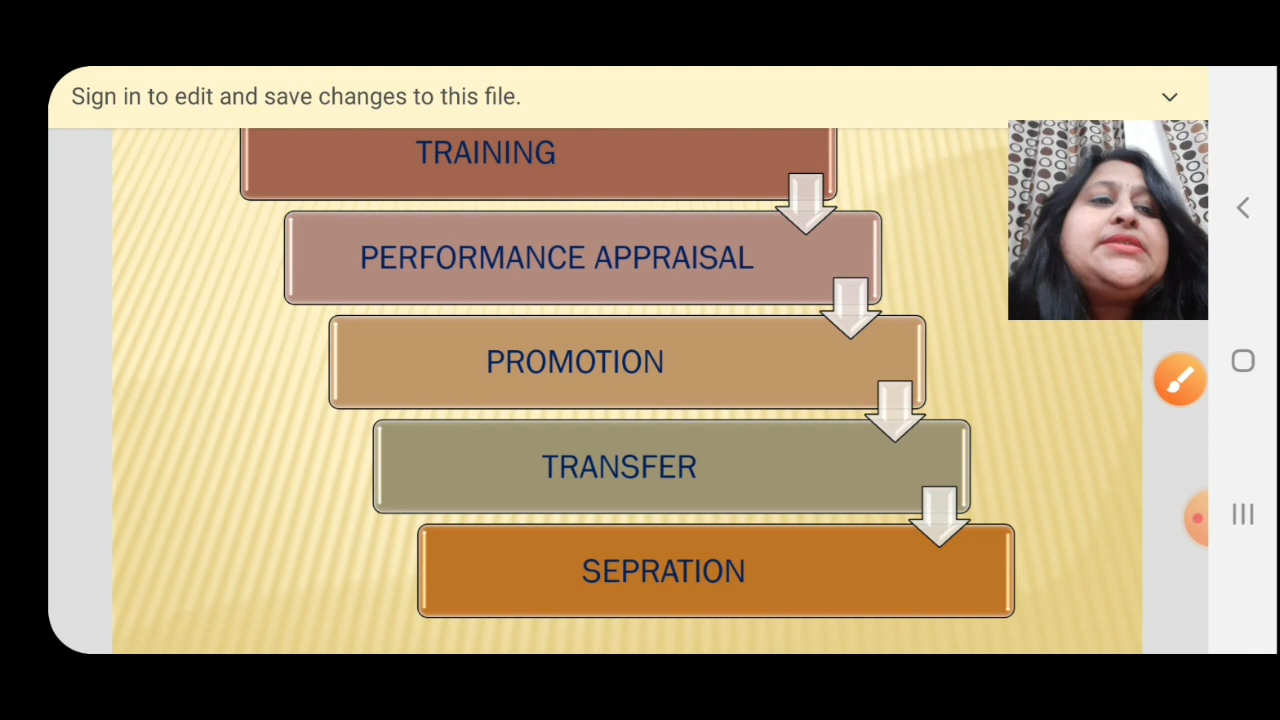 Sign in to edit and save changes to this file.
TRAINING
PERFORMANCE APPRAISAL
PROMOTION
TRANSFER
SEPRATION